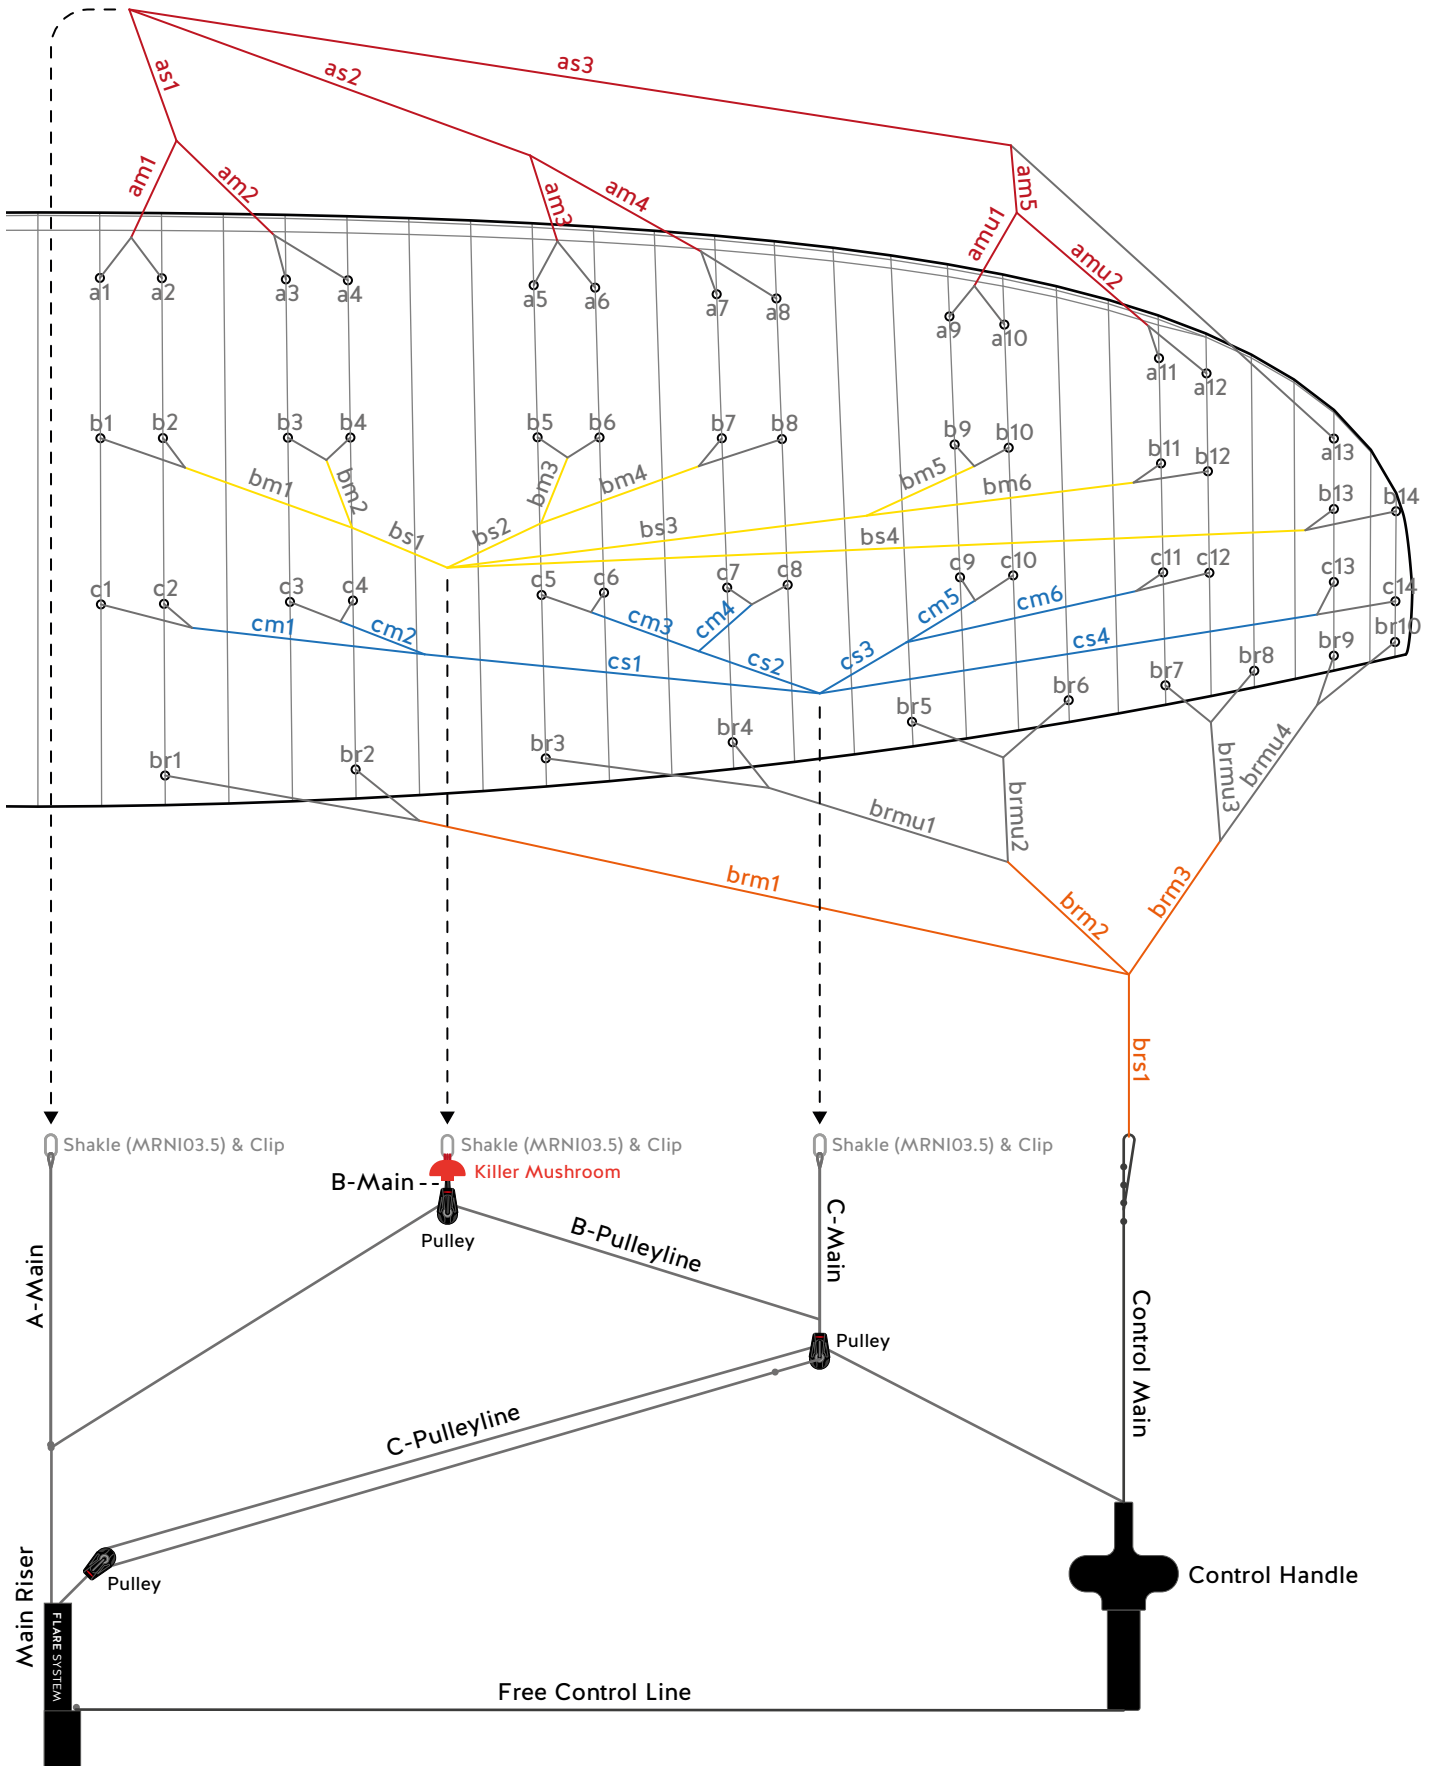 as1
as2
as3
am1
am2
am3
am4
am5
amu1
amu2
a1
a2
a3
a4
a5
a6
a7
a8
a9
a10
a11
a12
a13
b1
b2
b3
b4
b5
b6
b7
b8
b9
b10
b11
b12
b13
b14
bm1
bm2
bm3
bm4
bm5
bm6
bs1
bs2
bs3
bs4
c1
c2
c3
c4
c5
c6
c7
c8
c9
c10
c11
c12
c13
c14
cm1
cm2
cm3
cm4
cm5
cm6
cs1
cs2
cs3
cs4
br1
br2
br3
br4
br5
br6
br7
br8
br9
br10
brmu1
brmu2
brmu3
brmu4
brm1
brm2
brm3
brs1
Shakle (MRNI03.5) & Clip
Shakle (MRNI03.5) & Clip
Shakle (MRNI03.5) & Clip
Killer Mushroom
B-Main
Pulley
B-Pulleyline
C-Main
A-Main
Pulley
Control Main
C-Pulleyline
Main Riser
Pulley
Control Handle
FLARE SYSTEM
Free Control Line